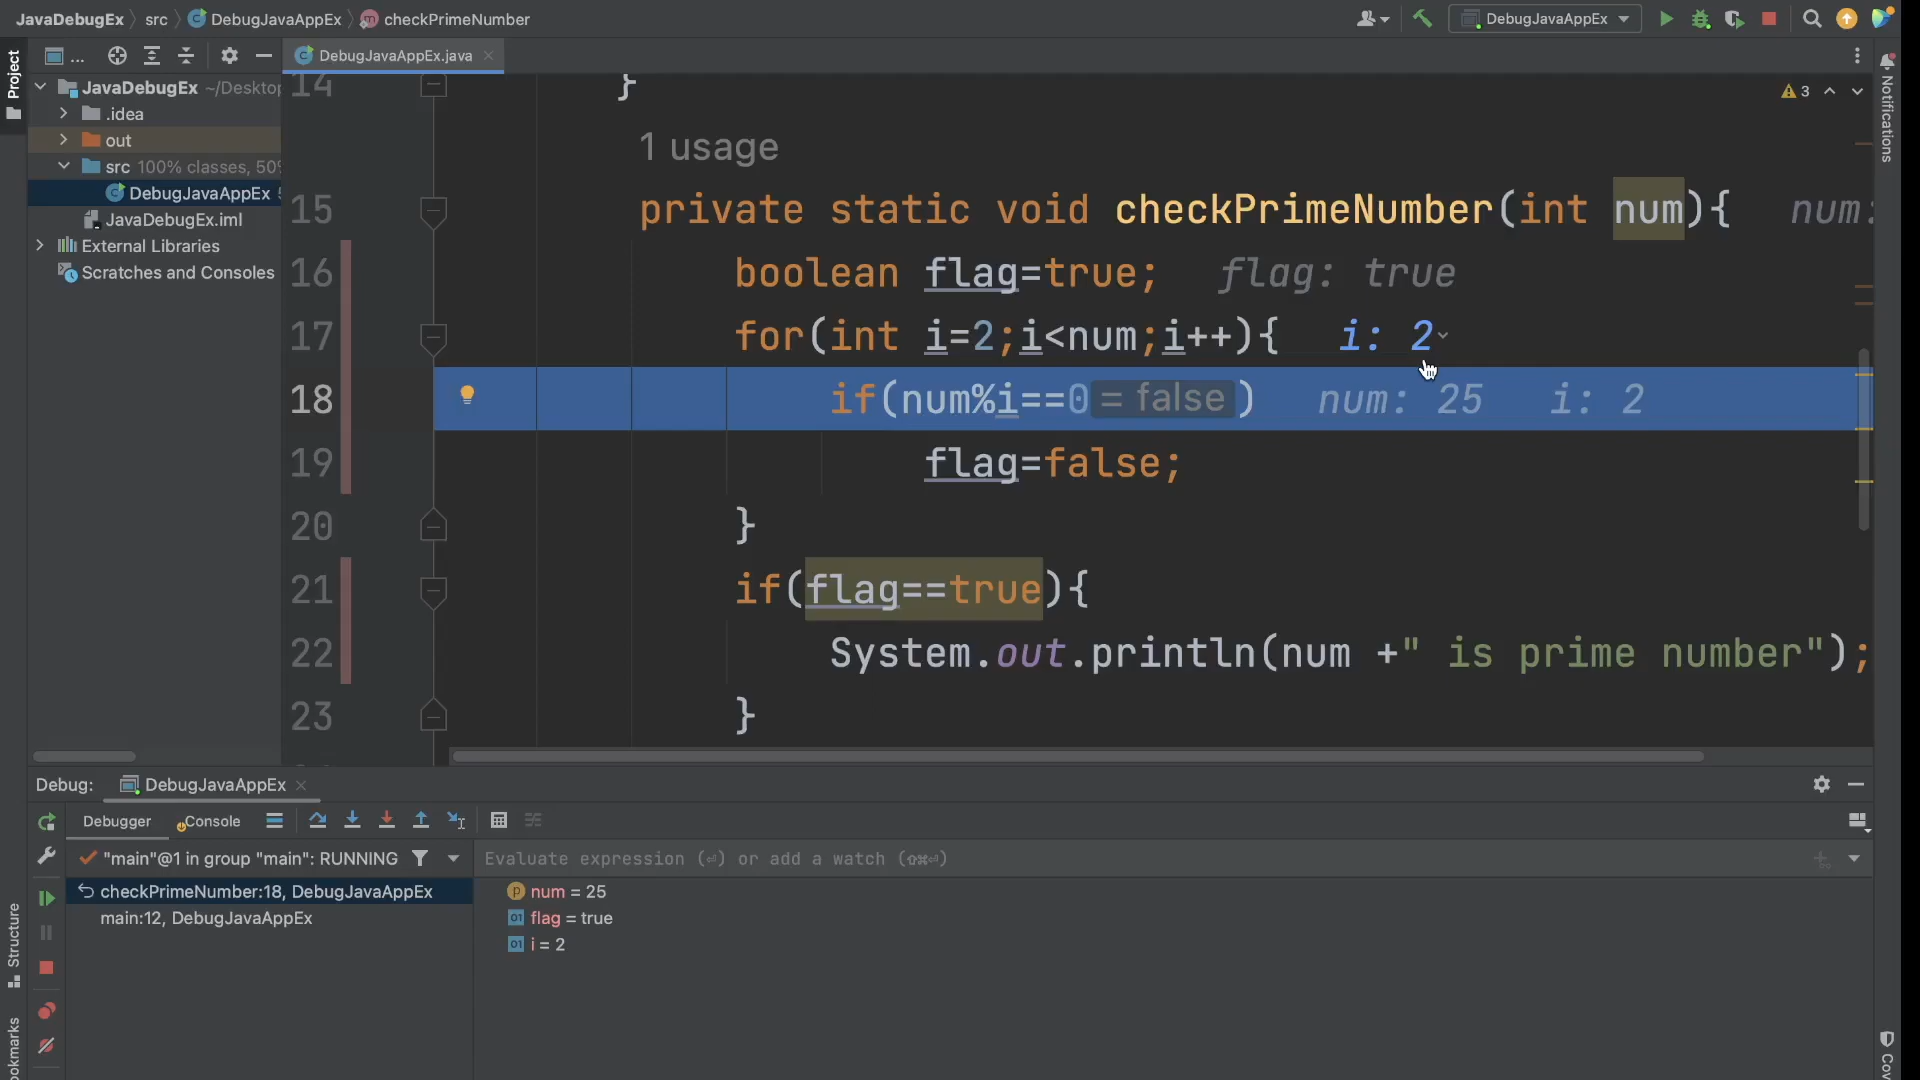 JavaDebugEx src DebugJavaAppEx checkPrimeNumber
DebugJavaAppEx
Project
...
DebugJavaAppEx.java
JavaDebugEx ~/Desktop
.idea
out
src 100% classes, 50%
DebugJavaAppEx
JavaDebugEx.iml
External Libraries
Scratches and Consoles
3
Notifications
14 }
1 usage
15 private static void checkPrimeNumber(int num){ num:
16 boolean flag=true; flag: true
17 for(int i=2;i<num;i++){ i: 2
18 if(num%i==0 = false ) num: 25 i: 2
19 flag=false;
20 }
21 if(flag==true){
22 System.out.println(num +" is prime number");
23 }
Debug: DebugJavaAppEx
Debugger Console
"main"@1 in group "main": RUNNING
Evaluate expression (⏎) or add a watch (⇧⌘⏎)
checkPrimeNumber:18, DebugJavaAppEx
main:12, DebugJavaAppEx
num = 25
flag = true
i = 2
Structure
ookmarks
Cov